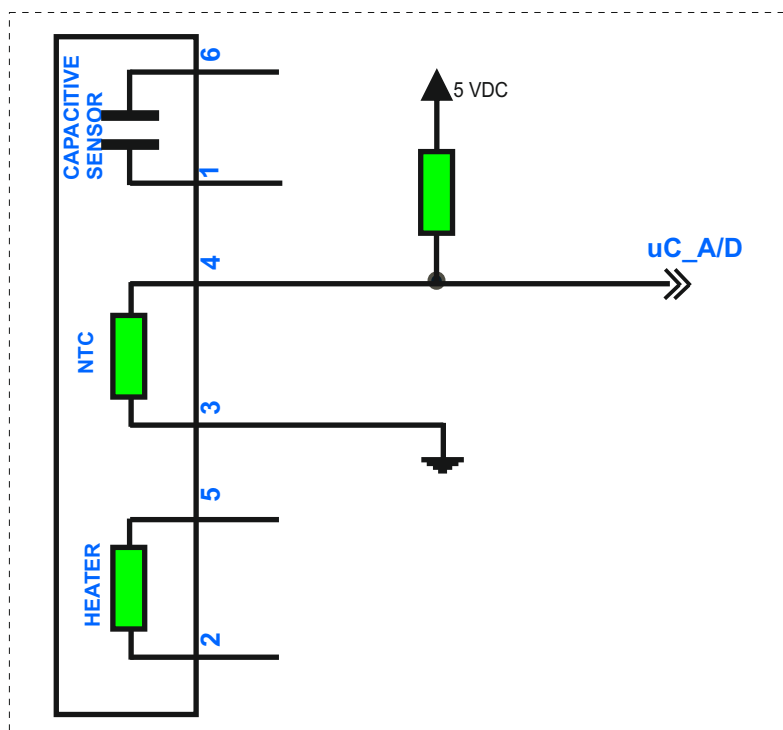 6
CAPACITIVE
SENSOR
1
5 VDC
uC_A/D
4
NTC
3
5
HEATER
2